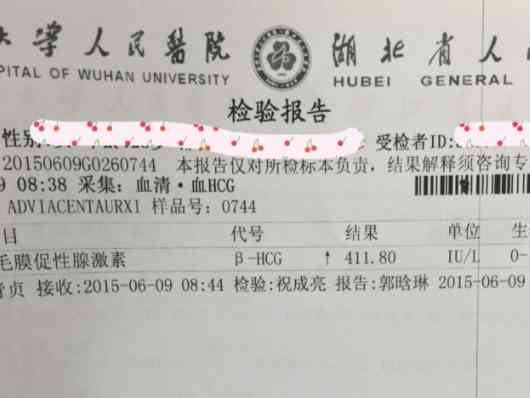 大学人民医院 湖北省人
PITAL OF WUHAN UNIVERSITY HUBEI GENERAL
检验报告
性别 受检者ID:
20150609G0260744 本报告仅对所检标本负责，结果解释须咨询专
9 08:38 采集：血清·血HCG
ADVIACENTAURXI 样品号：0744
目 代号 结果 单位 生
毛膜促性腺激素 β-HCG ↑ 411.80 IU/L 0-
贞 接收:2015-06-09 08:44 检验:祝成亮 报告:郭晗琳 2015-06-09